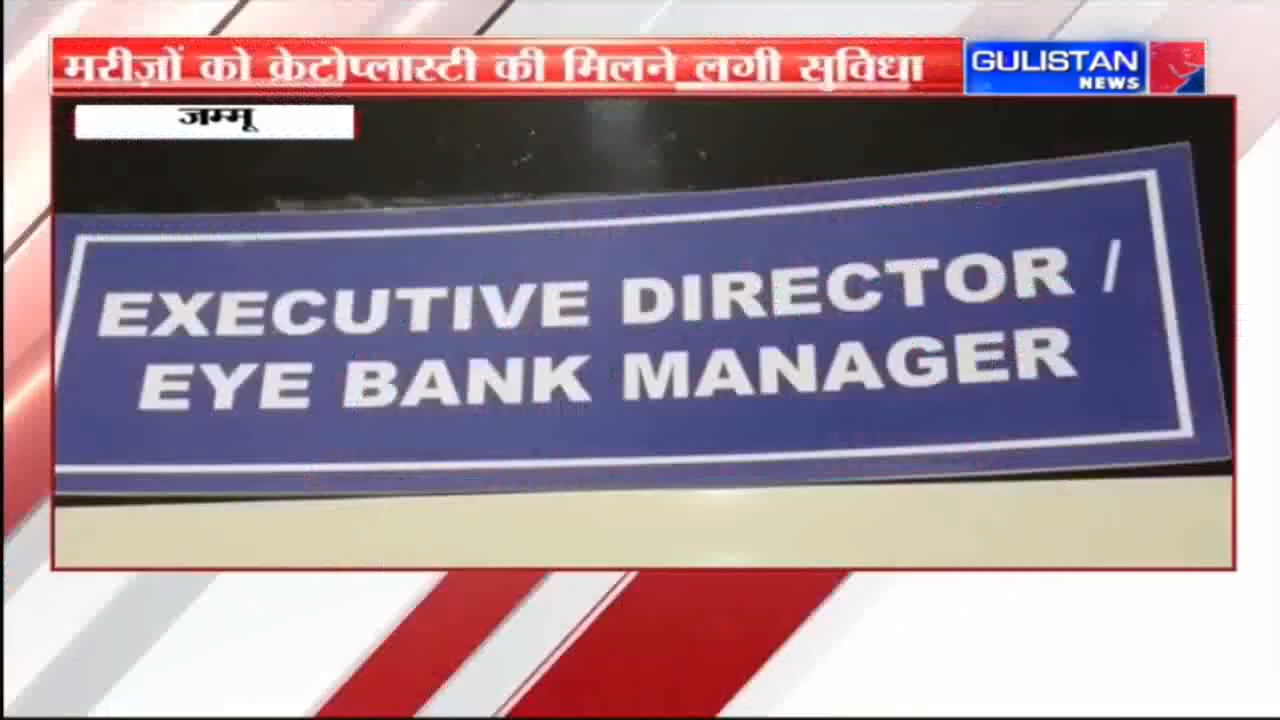 मरीज़ों को क्रेटोप्लास्टी की मिलने लगी सुविधा
GULISTAN
NEWS
जम्मू
EXECUTIVE DIRECTOR /
EYE BANK MANAGER